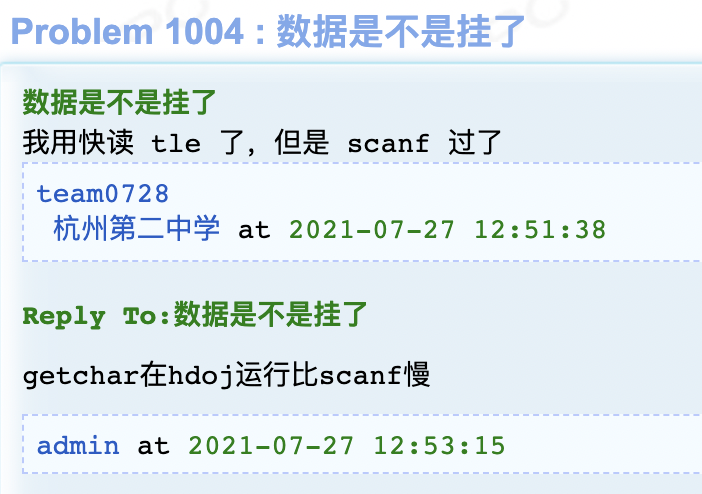 Problem 1004 : 数据是不是挂了
数据是不是挂了
我用快读 tle 了，但是 scanf 过了
team0728
杭州第二中学 at 2021-07-27 12:51:38
Reply To:数据是不是挂了
getchar在hdoj运行比scanf慢
admin at 2021-07-27 12:53:15